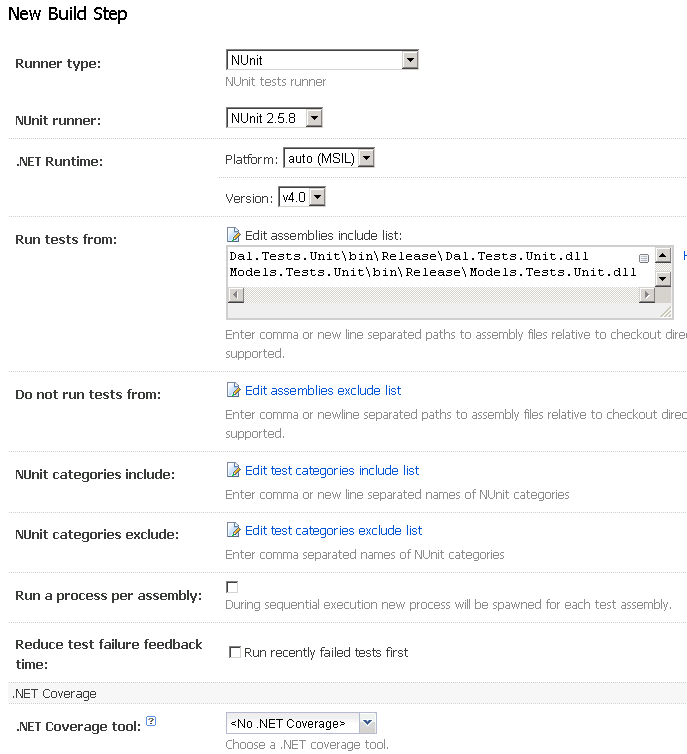 New Build Step
Runner type:
NUnit
NUnit tests runner
NUnit runner:
NUnit 2.5.8
.NET Runtime:
Platform: auto (MSIL)
Version: v4.0
Run tests from:
Edit assemblies include list:
Dal.Tests.Unit\bin\Release\Dal.Tests.Unit.dll
Models.Tests.Unit\bin\Release\Models.Tests.Unit.dll
Enter comma or new line separated paths to assembly files relative to checkout direc
supported.
Do not run tests from:
Edit assemblies exclude list
Enter comma or newline separated paths to assembly files relative to checkout direc
supported.
NUnit categories include:
Edit test categories include list
Enter comma or new line separated names of NUnit categories
NUnit categories exclude:
Edit test categories exclude list
Enter comma separated names of NUnit categories
Run a process per assembly:
During sequential execution new process will be spawned for each test assembly.
Reduce test failure feedback
time:
Run recently failed tests first
.NET Coverage
.NET Coverage tool: ?
<No .NET Coverage>
Choose a .NET coverage tool.